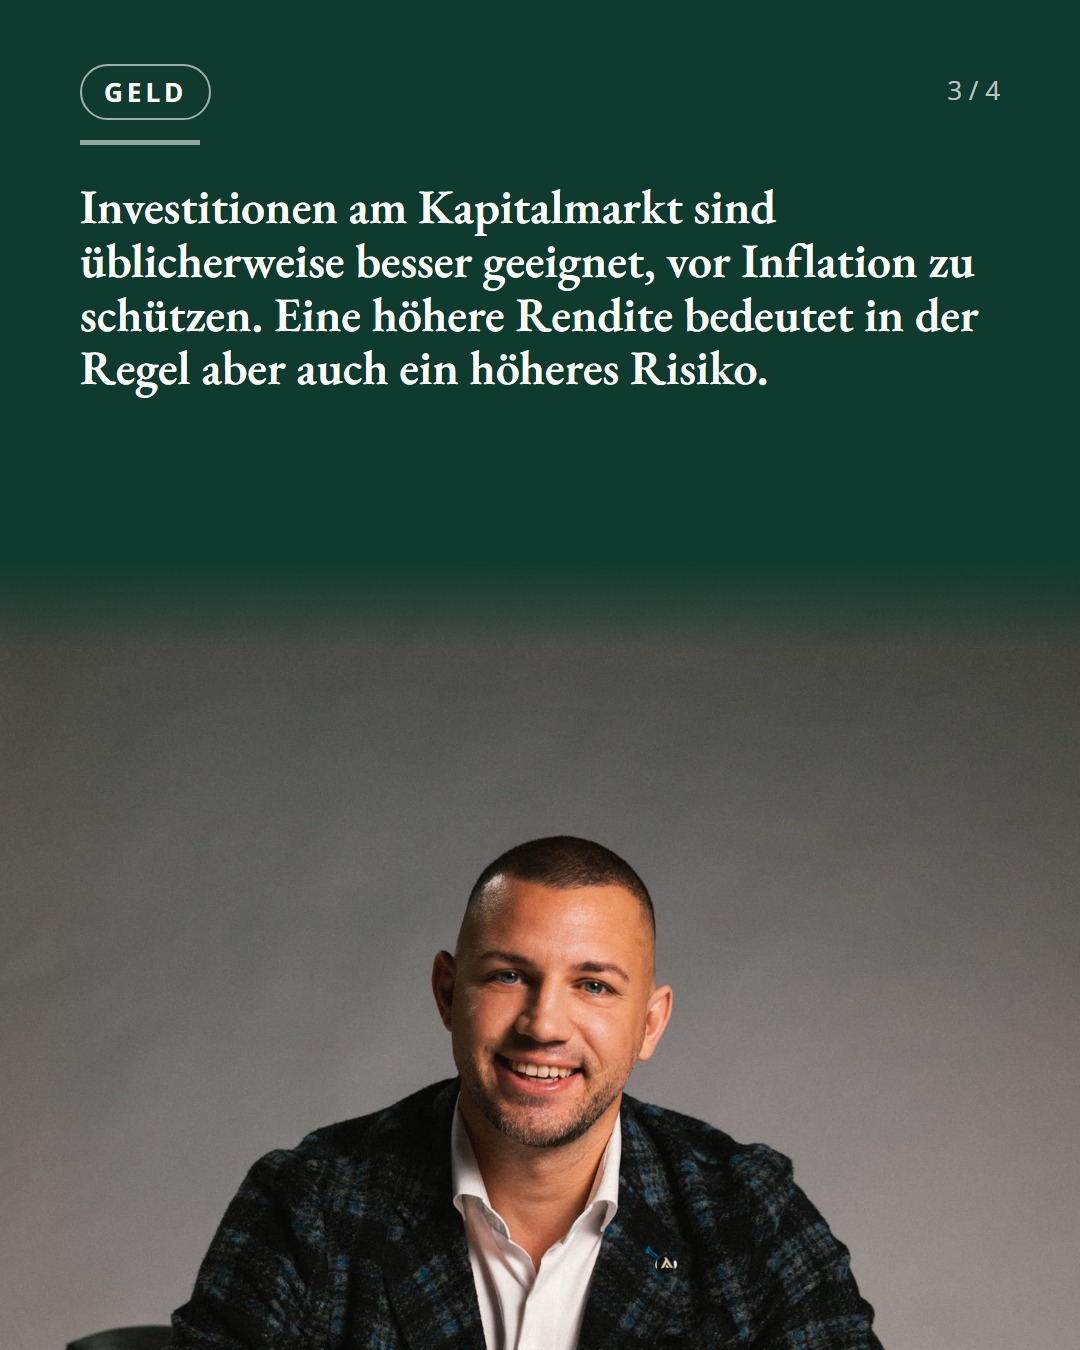 GELD
3 / 4
Investitionen am Kapitalmarkt sind
üblicherweise besser geeignet, vor Inflation zu
schützen. Eine höhere Rendite bedeutet in der
Regel aber auch ein höheres Risiko.